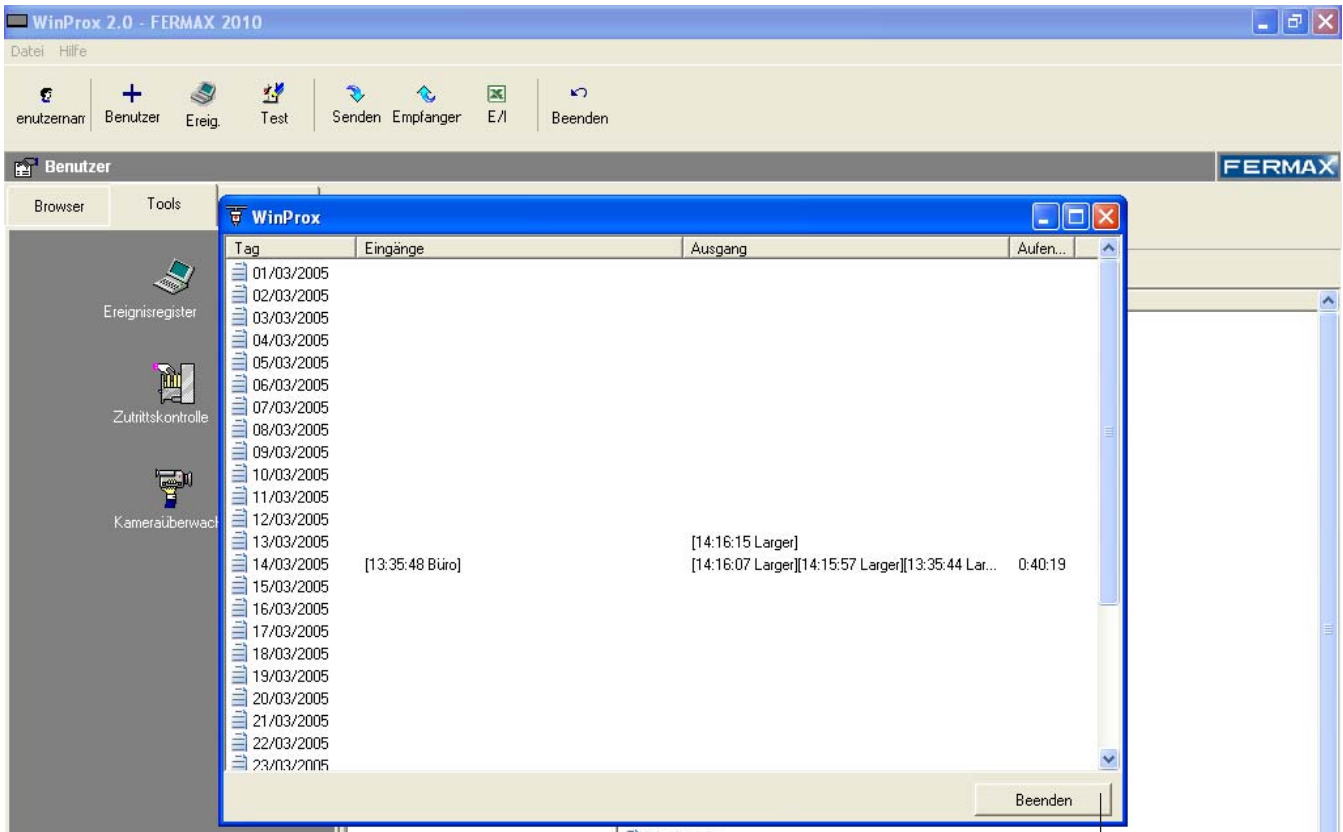 WinProx 2.0 - FERMAX 2010
Datei Hilfe
enutzernam Benutzer Ereig. Test Senden Empfanger E/I Beenden
Benutzer FERMAX
Browser Tools
WinProx
Tag Eingänge Ausgang Aufen...
01/03/2005
02/03/2005
Ereignisregister
03/03/2005
04/03/2005
05/03/2005
06/03/2005
07/03/2005
Zutrittskontrolle
08/03/2005
09/03/2005
10/03/2005
11/03/2005
12/03/2005
Kameraüberwach
13/03/2005 [14:16:15 Larger]
14/03/2005 [13:35:48 Büro] [14:16:07 Larger][14:15:57 Larger][13:35:44 Lar... 0:40:19
15/03/2005
16/03/2005
17/03/2005
18/03/2005
19/03/2005
20/03/2005
21/03/2005
22/03/2005
23/03/2005
Beenden